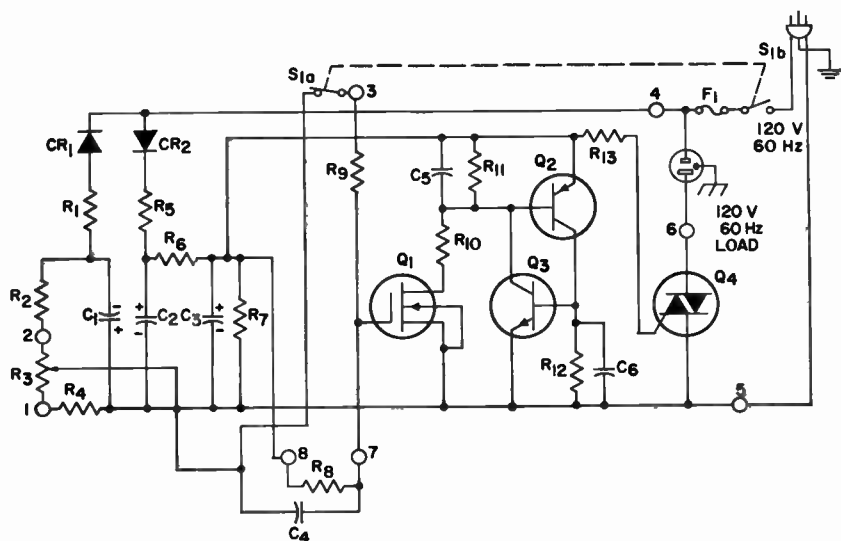 S1a
3
4
F1
S1b
120 V
60 Hz
CR1
CR2
R9
C5
R11
Q2
R13
R1
R5
R6
120 V
60 Hz
LOAD
6
R10
Q1
Q3
Q4
R2
C1
- +
+ -
C2
+ -
C3
R7
2
R3
R12
C6
1
R4
5
8
7
R8
C4